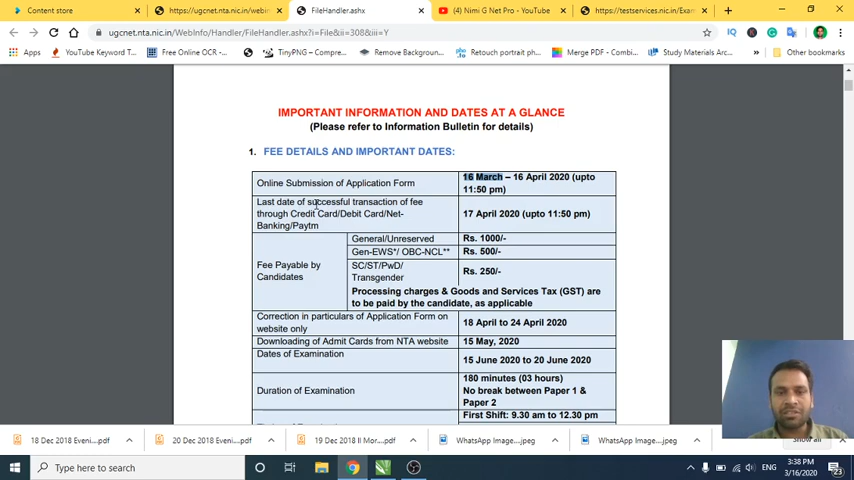 Content store
https://ugcnet.nta.nic.in/webinf
FileHandler.ashx
(4) Nimi G Net Pro - YouTube
https://testservices.nic.in/Exam
ugcnet.nta.nic.in/WebInfo/Handler/FileHandler.ashx?i=File&ii=308&iii=Y
Apps
YouTube Keyword T...
Free Online OCR -...
TinyPNG – Compre...
Remove Background...
Retouch portrait ph...
Merge PDF - Combi...
Study Materials Arc...
Other bookmarks
IMPORTANT INFORMATION AND DATES AT A GLANCE
(Please refer to Information Bulletin for details)
1. FEE DETAILS AND IMPORTANT DATES:
Online Submission of Application Form
16 March – 16 April 2020 (upto
11:50 pm)
Last date of successful transaction of fee
through Credit Card/Debit Card/Net-
Banking/Paytm
17 April 2020 (upto 11:50 pm)
Fee Payable by
Candidates
General/Unreserved
Rs. 1000/-
Gen-EWS*/ OBC-NCL**
Rs. 500/-
SC/ST/PwD/
Transgender
Rs. 250/-
Processing charges & Goods and Services Tax (GST) are
to be paid by the candidate, as applicable
Correction in particulars of Application Form on
website only
18 April to 24 April 2020
Downloading of Admit Cards from NTA website
15 May, 2020
Dates of Examination
15 June 2020 to 20 June 2020
Duration of Examination
180 minutes (03 hours)
No break between Paper 1 &
Paper 2
First Shift: 9.30 am to 12.30 pm
18 Dec 2018 Eveni....pdf
20 Dec 2018 Eveni....pdf
19 Dec 2018 II Mor....pdf
WhatsApp Image....jpeg
WhatsApp Image....jpeg
Show all
Type here to search
ENG
3:38 PM
3/16/2020
23